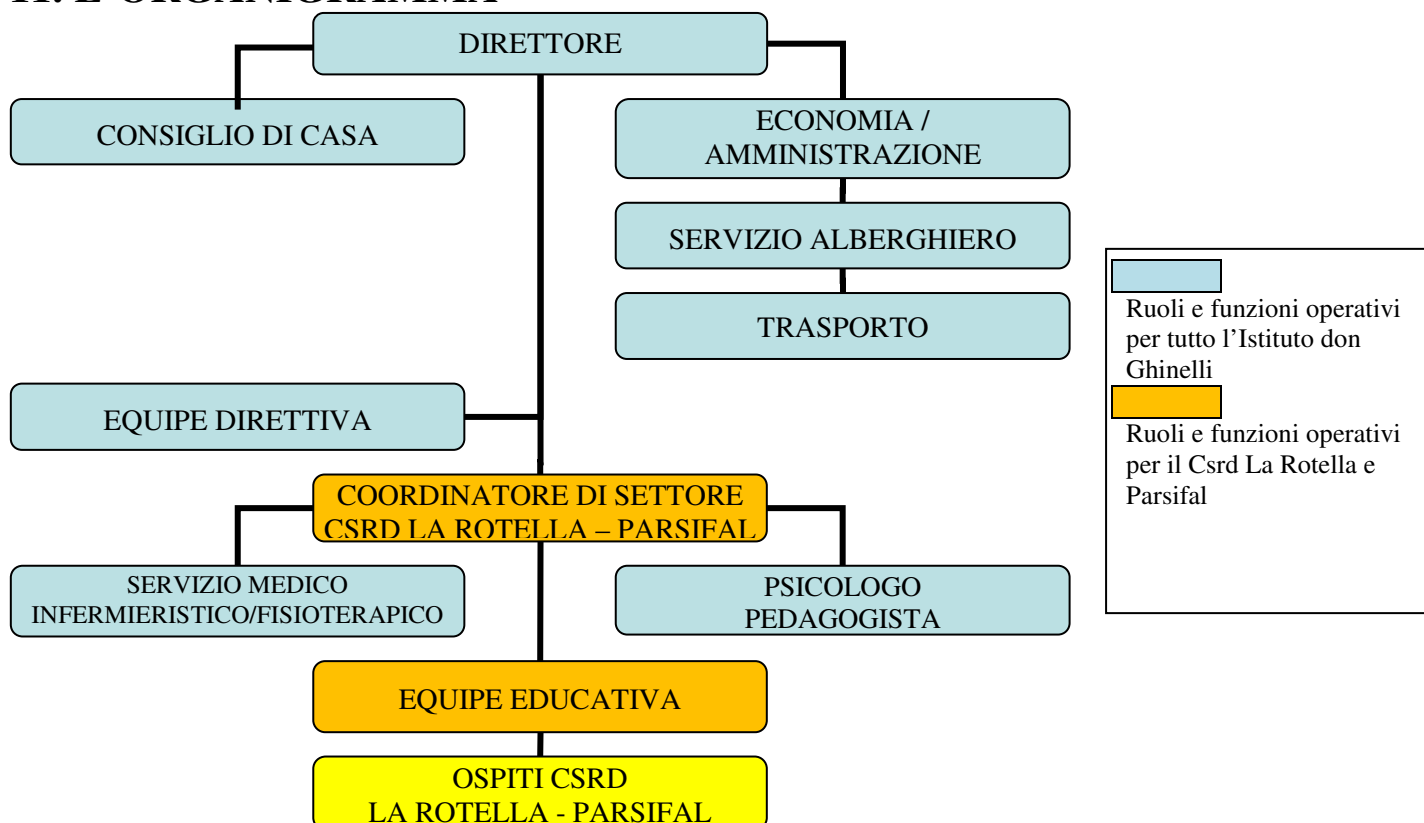 DIRETTORE
CONSIGLIO DI CASA
ECONOMIA /
AMMINISTRAZIONE
SERVIZIO ALBERGHIERO
TRASPORTO
EQUIPE DIRETTIVA
COORDINATORE DI SETTORE
CSRD LA ROTELLA – PARSIFAL
SERVIZIO MEDICO
INFERMIERISTICO/FISIOTERAPICO
PSICOLOGO
PEDAGOGISTA
EQUIPE EDUCATIVA
OSPITI CSRD
LA ROTELLA - PARSIFAL
Ruoli e funzioni operativi
per tutto l’Istituto don
Ghinelli
Ruoli e funzioni operativi
per il Csrd La Rotella e
Parsifal